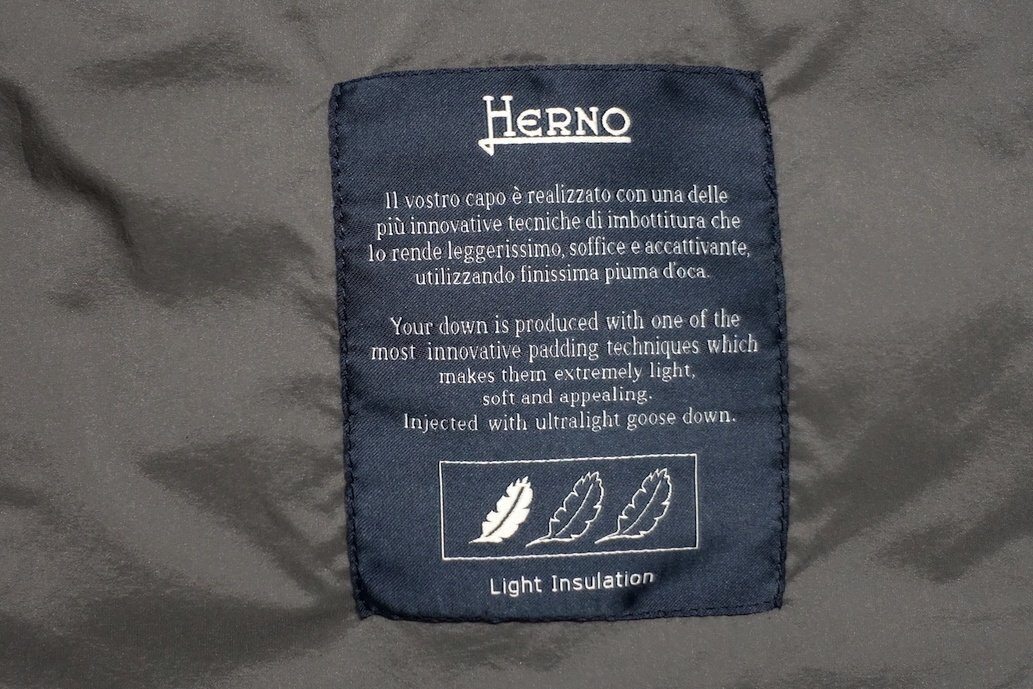 HERNO
Il vostro capo è realizzato con una delle
più innovative tecniche di imbottitura che
lo rende leggerissimo, soffice e accattivante,
utilizzando finissima piuma d'oca.
Your down is produced with one of the
most innovative padding techniques which
makes them extremely light,
soft and appealing.
Injected with ultralight goose down.
Light Insulation